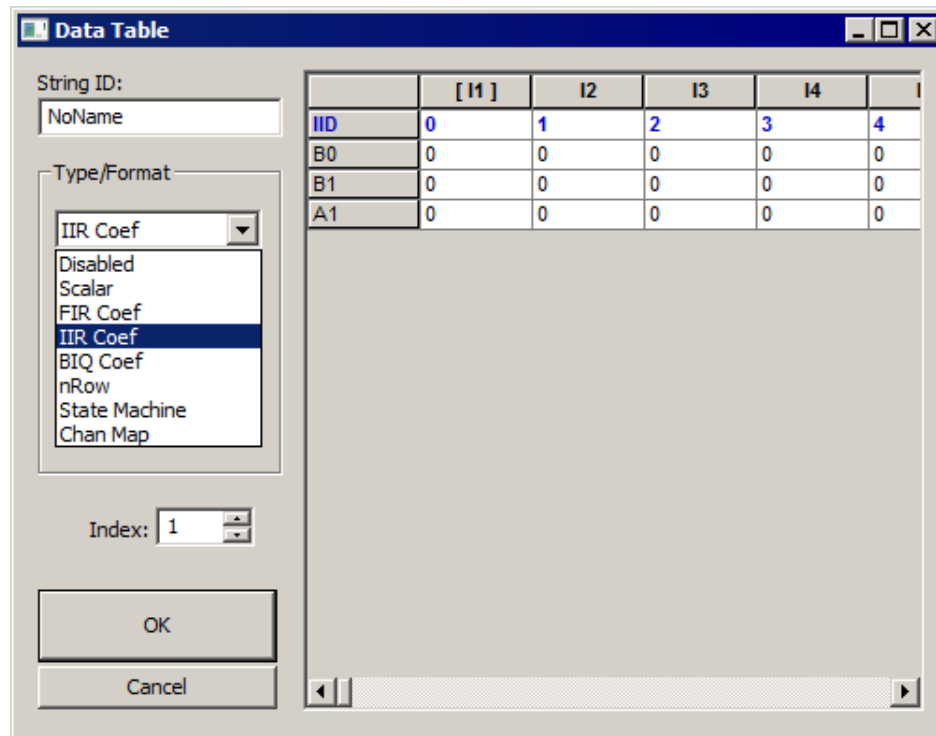 Data Table
String ID:
NoName
Type/Format
IIR Coef
Disabled
Scalar
FIR Coef
IIR Coef
BIQ Coef
nRow
State Machine
Chan Map
Index: 1
OK
Cancel
[ I1 ] I2 I3 I4 I
IID 0 1 2 3 4
B0 0 0 0 0 0
B1 0 0 0 0 0
A1 0 0 0 0 0